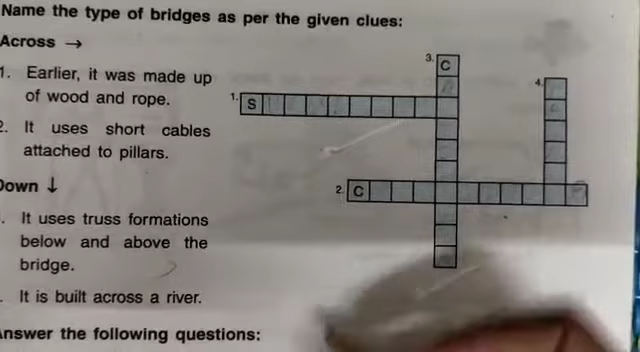 Name the type of bridges as per the given clues:
Across →
1. Earlier, it was made up
of wood and rope.
2. It uses short cables
attached to pillars.
Down ↓
. It uses truss formations
below and above the
bridge.
. It is built across a river.
Answer the following questions:
3. C
4.
1. S
2. C